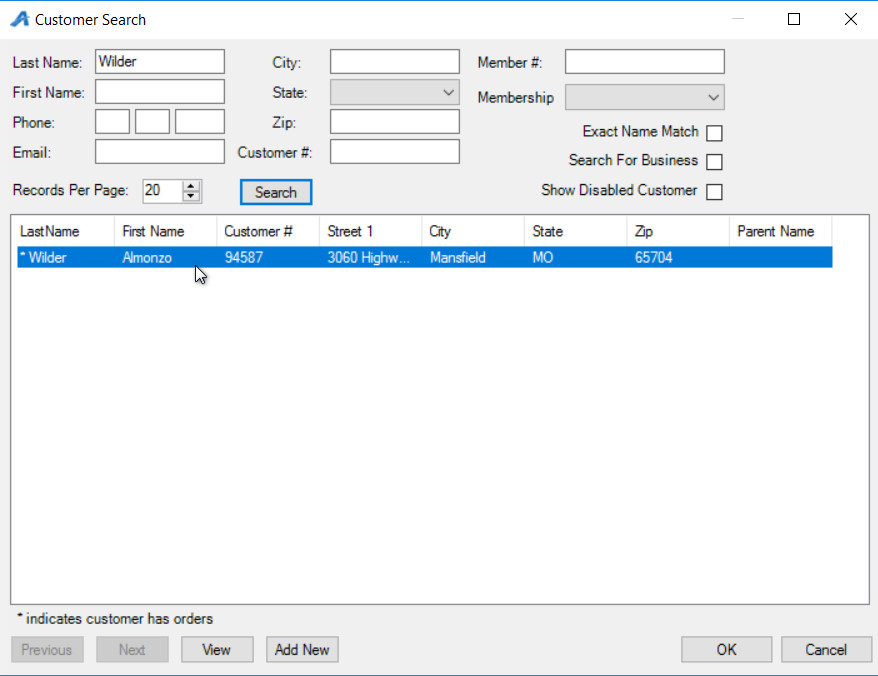 Customer Search
Last Name: Wilder City: Member #:
First Name: State: Membership
Phone: Zip: Exact Name Match
Email: Customer #: Search For Business
Records Per Page: 20 Search Show Disabled Customer
LastName First Name Customer # Street 1 City State Zip Parent Name
* Wilder Almonzo 94587 3060 Highw... Mansfield MO 65704
* indicates customer has orders
Previous Next View Add New OK Cancel